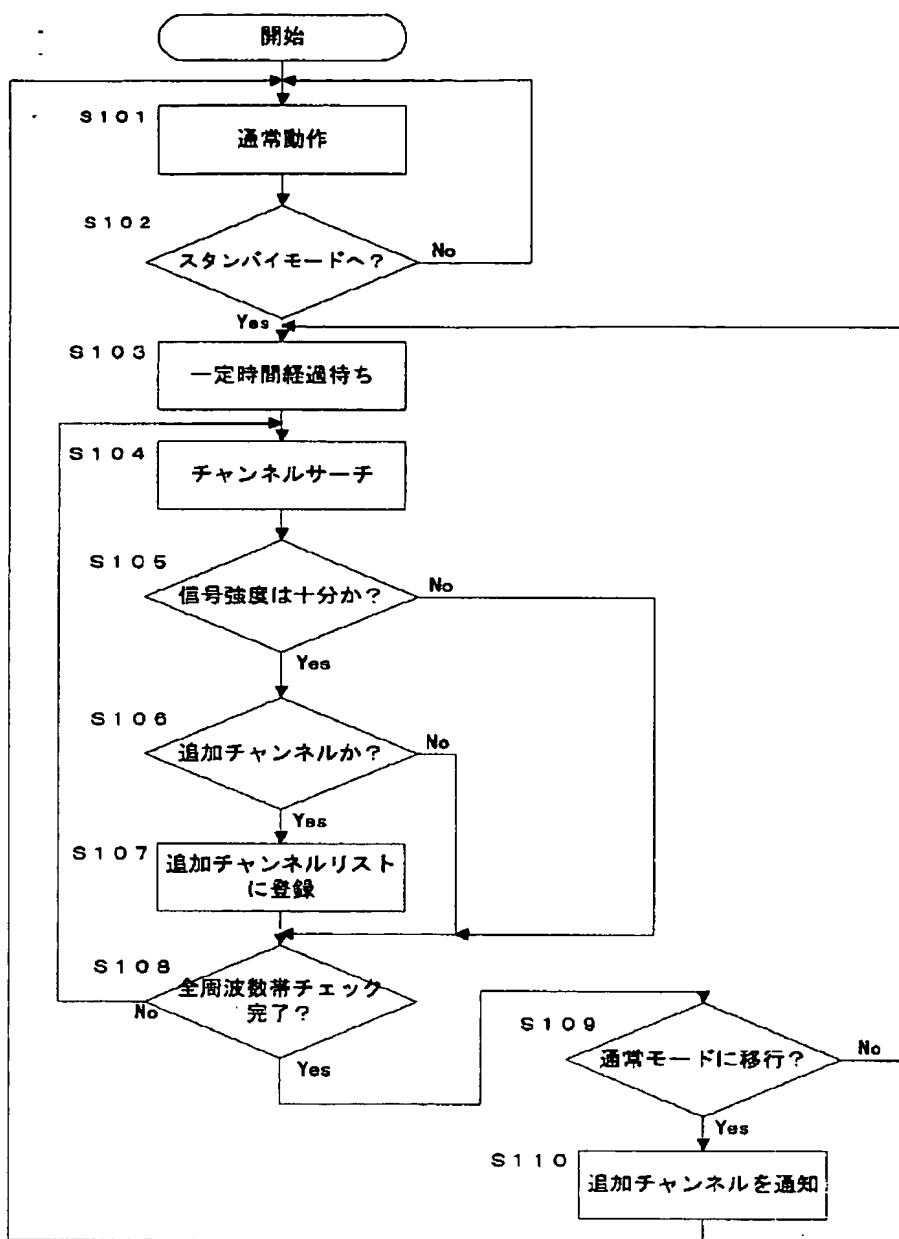 開始
S101
通常動作
S102
スタンバイモードへ?
No
Yes
S103
一定時間経過待ち
S104
チャンネルサーチ
S105
信号強度は十分か?
No
Yes
S106
追加チャンネルか?
No
Yes
S107
追加チャンネルリスト
に登録
S108
全周波数帯チェック
完了?
No
Yes
S109
通常モードに移行?
No
Yes
S110
追加チャンネルを通知